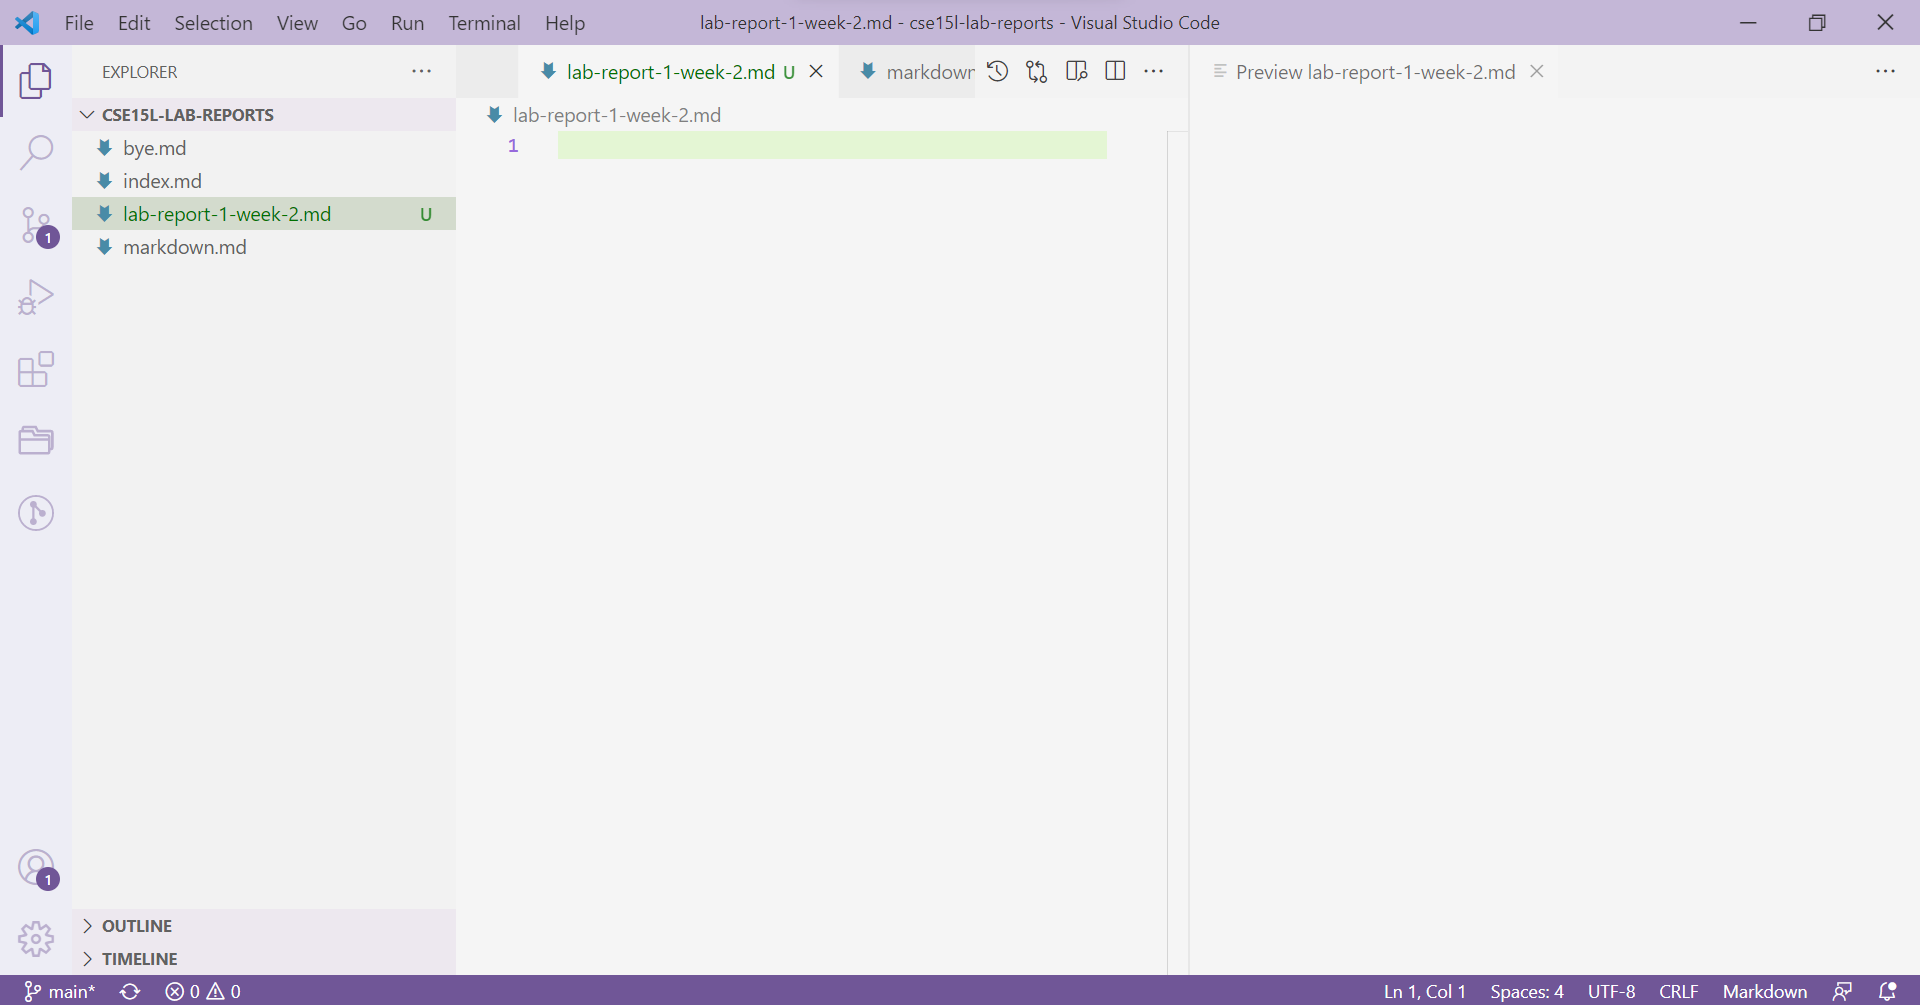 File Edit Selection View Go Run Terminal Help
lab-report-1-week-2.md - cse15l-lab-reports - Visual Studio Code
EXPLORER
CSE15L-LAB-REPORTS
bye.md
index.md
lab-report-1-week-2.md U
markdown.md
OUTLINE
TIMELINE
1
1
lab-report-1-week-2.md U
markdown
lab-report-1-week-2.md
1
Preview lab-report-1-week-2.md
main* 0 0
Ln 1, Col 1 Spaces: 4 UTF-8 CRLF Markdown